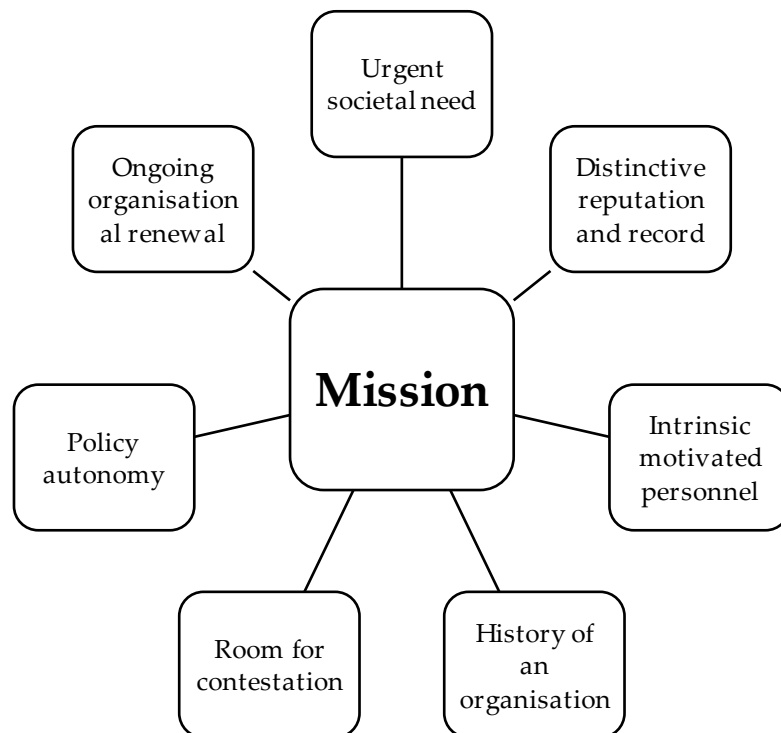 Urgent
societal need
Ongoing
organisation
al renewal
Distinctive
reputation
and record
Mission
Policy
autonomy
Intrinsic
motivated
personnel
Room for
contestation
History of
an
organisation